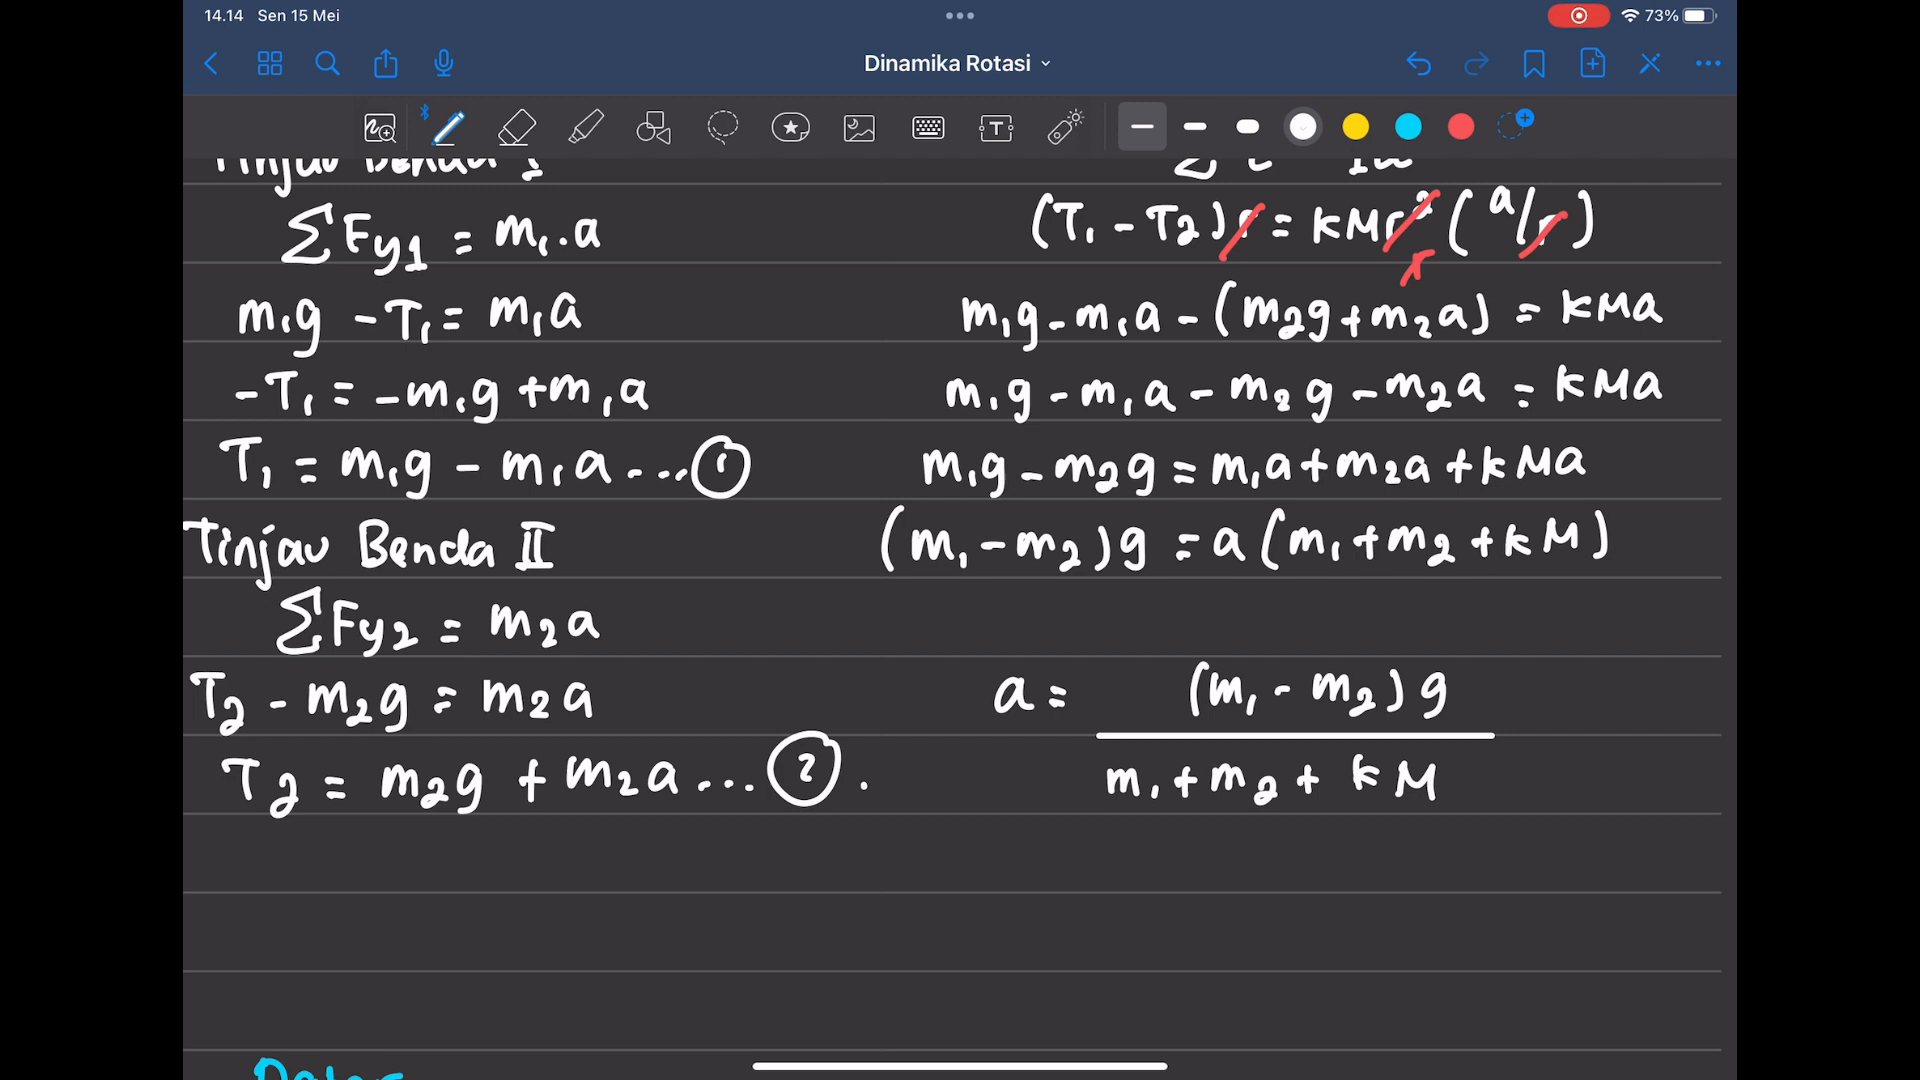 14.14 Sen 15 Mei
73%
Dinamika Rotasi
Tinjau Benda I
ΣFy1 = m1.a
m1g - T1 = m1a
-T1 = -m1g + m1a
T1 = m1g - m1a ... ①
Tinjau Benda II
ΣFy2 = m2a
T2 - m2g = m2a
T2 = m2g + m2a ... ② .
(T1 - T2) r = kMr² (a/r)
r
m1g - m1a - (m2g + m2a) = kMa
m1g - m1a - m2g - m2a = kMa
m1g - m2g = m1a + m2a + kMa
(m1 - m2)g = a(m1 + m2 + kM)
a = (m1 - m2) g
m1 + m2 + kM